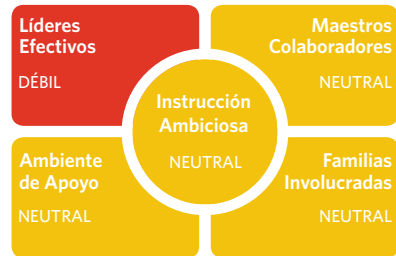 Líderes
Efectivos
DÉBIL
Maestros
Colaboradores
NEUTRAL
Instrucción
Ambiciosa
NEUTRAL
Ambiente
de Apoyo
NEUTRAL
Familias
Involucradas
NEUTRAL